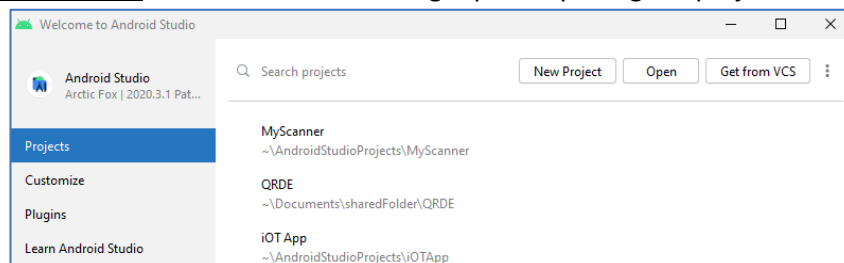 Welcome to Android Studio
Android Studio
Arctic Fox | 2020.3.1 Pat...
Search projects
New Project
Open
Get from VCS
Projects
Customize
Plugins
Learn Android Studio
MyScanner
~\AndroidStudioProjects\MyScanner
QRDE
~\Documents\sharedFolder\QRDE
iOT App
~\AndroidStudioProjects\iOTApp